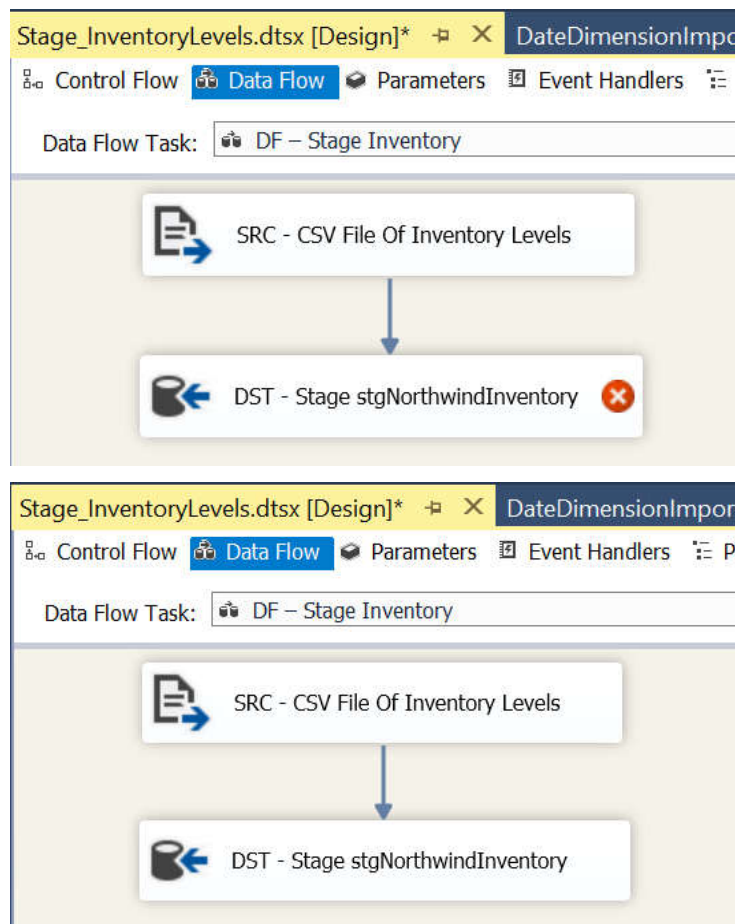 Stage_InventoryLevels.dtsx [Design]* DateDimensionImpo
Control Flow Data Flow Parameters Event Handlers
Data Flow Task: DF – Stage Inventory
SRC - CSV File Of Inventory Levels
DST - Stage stgNorthwindInventory
Stage_InventoryLevels.dtsx [Design]* DateDimensionImpor
Control Flow Data Flow Parameters Event Handlers P
Data Flow Task: DF – Stage Inventory
SRC - CSV File Of Inventory Levels
DST - Stage stgNorthwindInventory